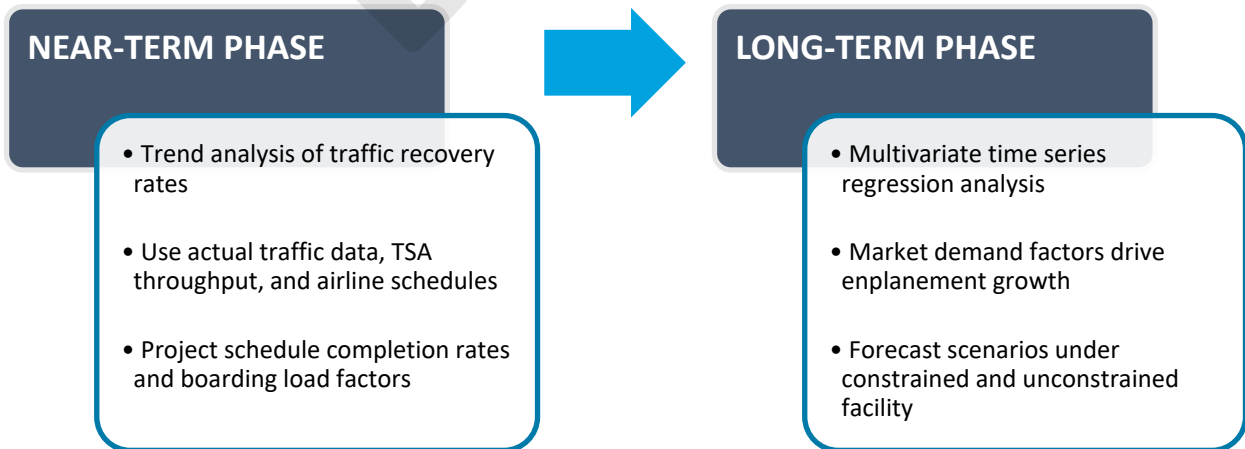 NEAR-TERM PHASE
• Trend analysis of traffic recovery
rates
• Use actual traffic data, TSA
throughput, and airline schedules
• Project schedule completion rates
and boarding load factors
LONG-TERM PHASE
• Multivariate time series
regression analysis
• Market demand factors drive
enplanement growth
• Forecast scenarios under
constrained and unconstrained
facility